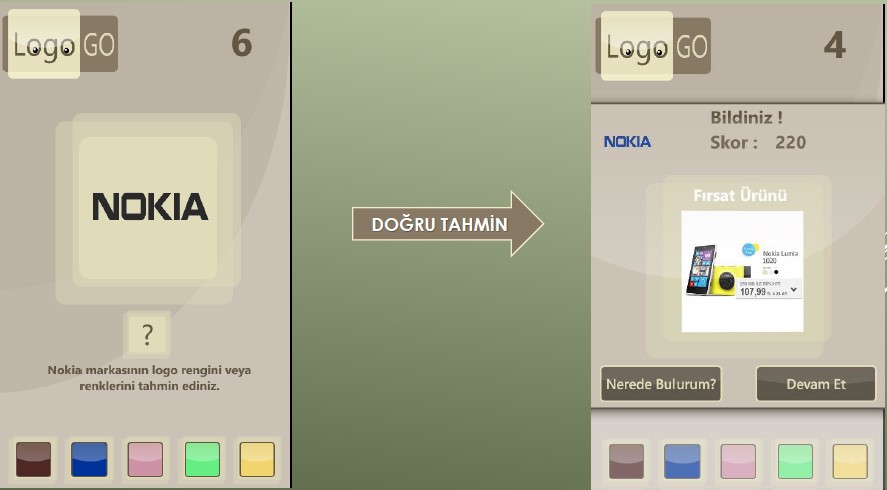 Logo GO
6
NOKIA
?
Nokia markasının logo rengini veya
renklerini tahmin ediniz.
DOĞRU TAHMİN
Logo GO
4
Bildiniz !
NOKIA
Skor : 220
Fırsat Ürünü
Nokia Lumia
1020
107,99
Nerede Bulurum?
Devam Et